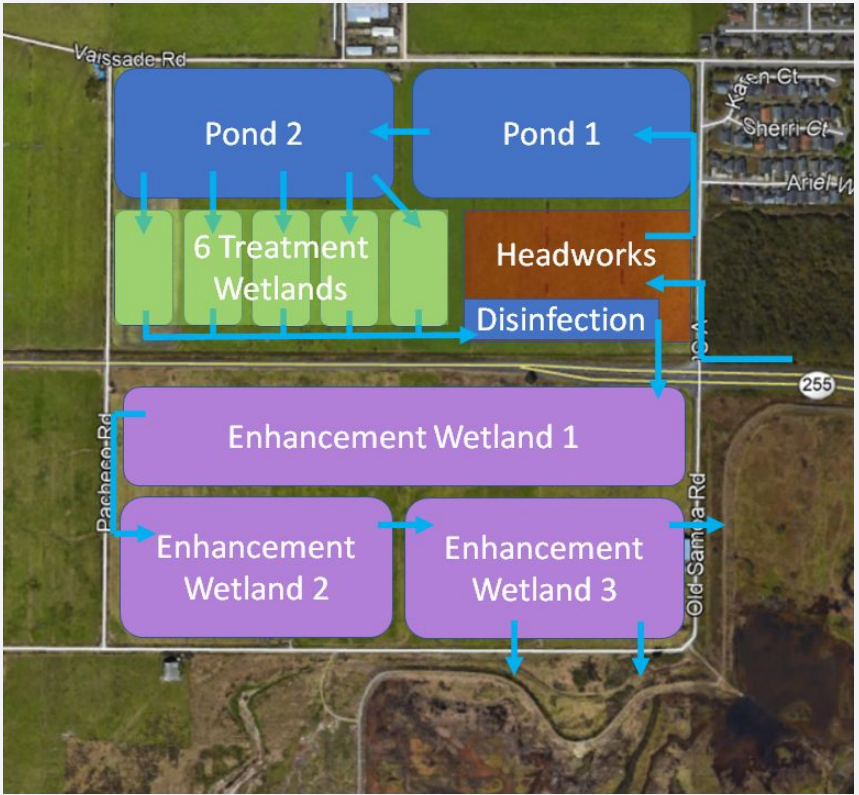 Vaissade Rd
Pond 2
Pond 1
Karen Ct
Sherri Ct
Ariel W
6 Treatment
Wetlands
Headworks
Disinfection
255
Enhancement Wetland 1
Pacheco Rd
Enhancement
Wetland 2
Enhancement
Wetland 3
Old Samoa Rd